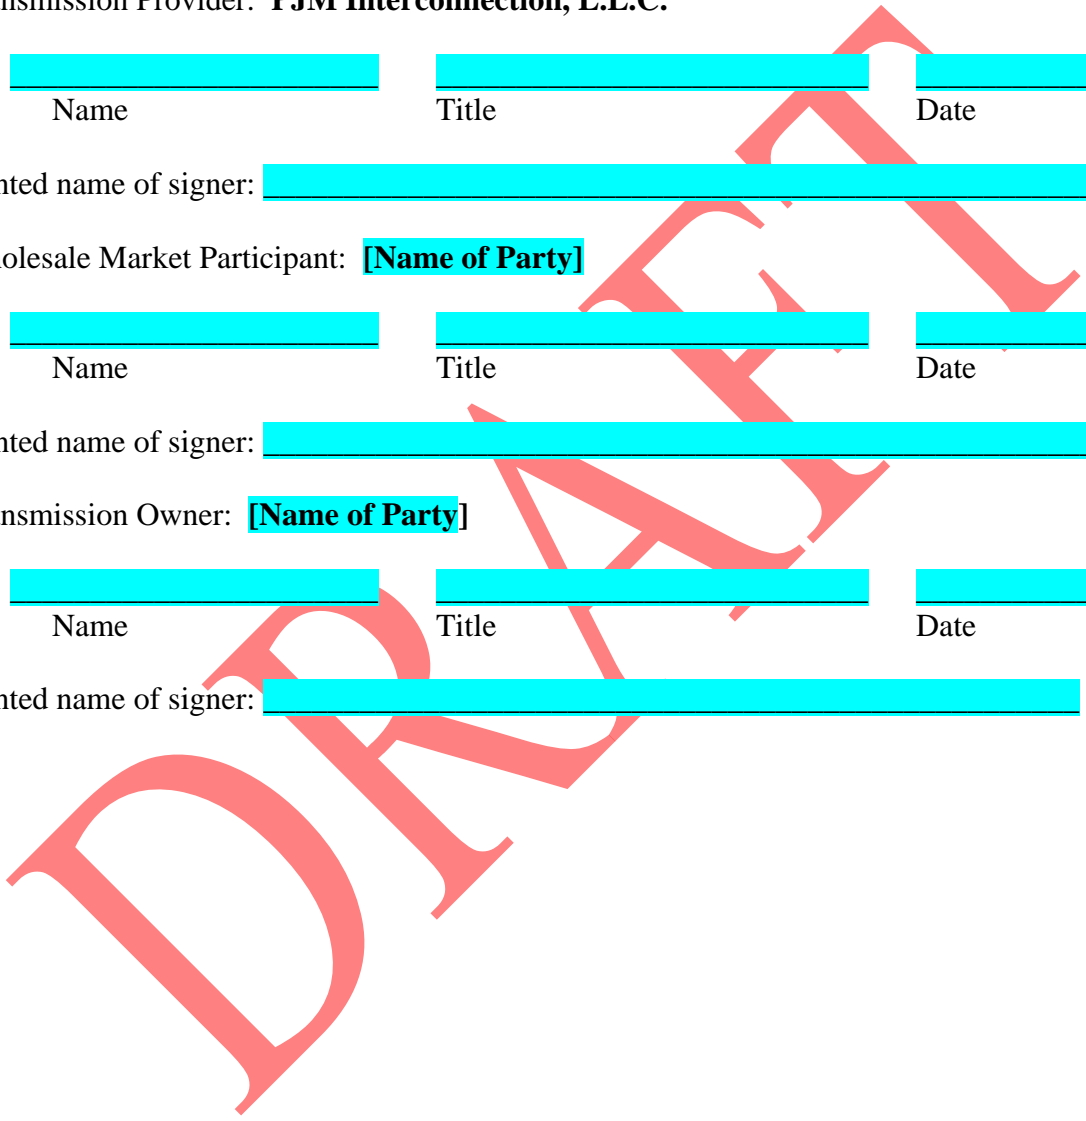 nsmission Provider: PJM Interconnection, L.L.C.
Name Title Date
nted name of signer:
olesale Market Participant: [Name of Party]
Name Title Date
nted name of signer:
nsmission Owner: [Name of Party]
Name Title Date
nted name of signer:
DRAFT